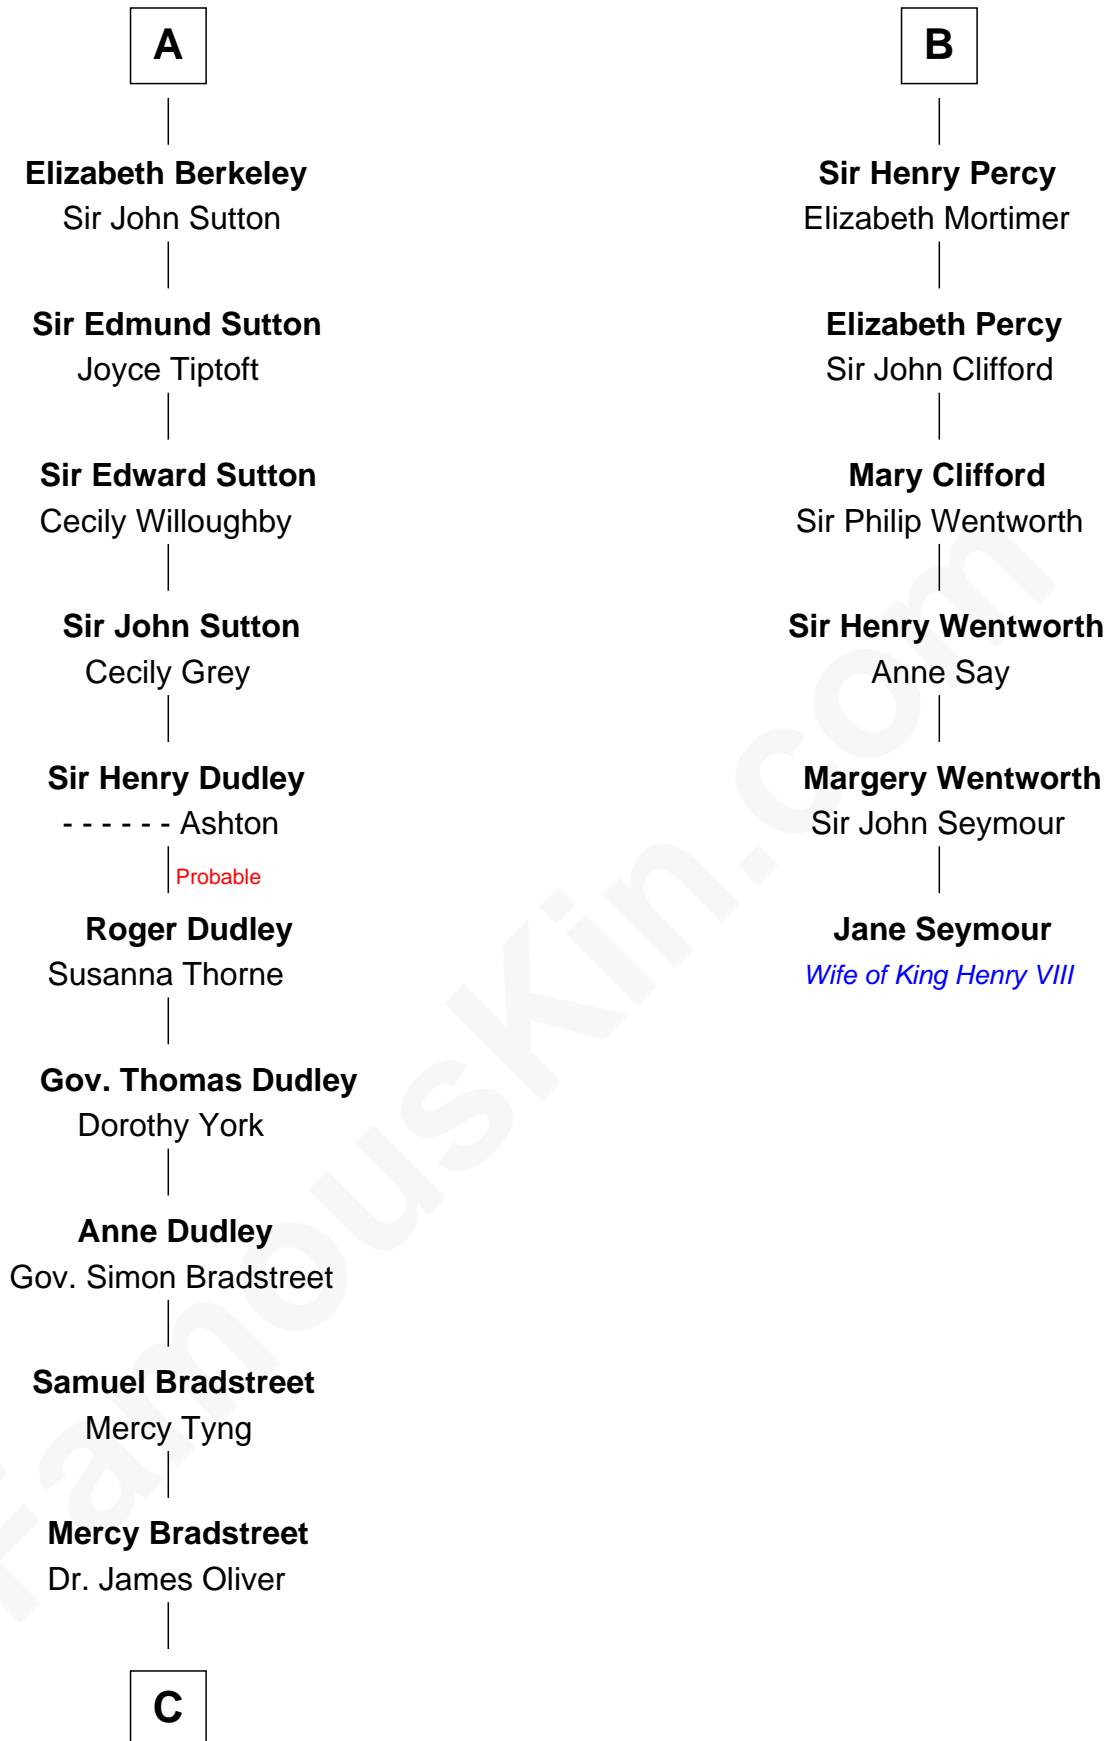 A
Elizabeth Berkeley
Sir John Sutton
Sir Edmund Sutton
Joyce Tiptoft
Sir Edward Sutton
Cecily Willoughby
Sir John Sutton
Cecily Grey
Sir Henry Dudley
- - - - - - Ashton
Probable
Roger Dudley
Susanna Thorne
Gov. Thomas Dudley
Dorothy York
Anne Dudley
Gov. Simon Bradstreet
Samuel Bradstreet
Mercy Tyng
Mercy Bradstreet
Dr. James Oliver
C
B
Sir Henry Percy
Elizabeth Mortimer
Elizabeth Percy
Sir John Clifford
Mary Clifford
Sir Philip Wentworth
Sir Henry Wentworth
Anne Say
Margery Wentworth
Sir John Seymour
Jane Seymour
Wife of King Henry VIII
FamousKin.com